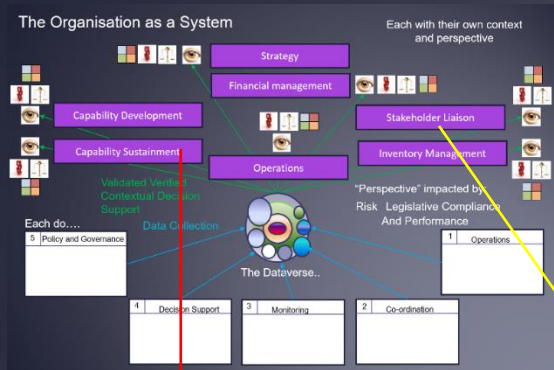 The Organisation as a System
Each with their own context
and perspective
Strategy
Financial management
Capability Development
Stakeholder Liaison
Capability Sustainment
Operations
Inventory Management
Validated Verified
Contextual Decision
Support
"Perspective" impacted by:
Risk Legislative Compliance
And Performance
Each do....
Data Collection
5 Policy and Governance
1 Operations
The Dataverse..
4 Decision Support
3 Monitoring
2 Co-ordination